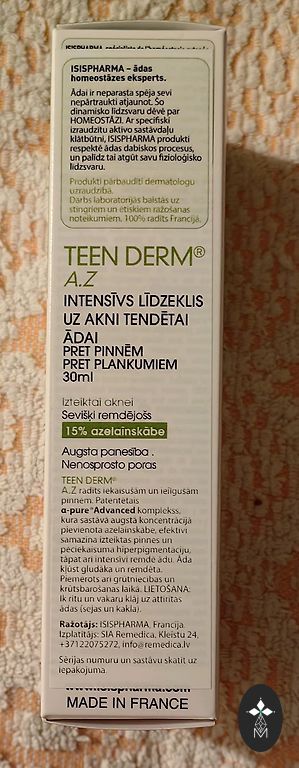 ISISPHARMA – ādas
homeostāzes eksperts.
Ādai ir neparasta spēja sevi
nepārtraukti atjaunot. Šo
dinamisko līdzsvaru dēvē par
HOMEOSTĀZI. Ar specifiski
izraudzītu aktīvo sastāvdaļu
klātbūtni, ISISPHARMA produkti
respektē ādas dabiskos procesus,
un palīdz tai atgūt savu fizioloģisko
līdzsvaru.
Produkti pārbaudīti dermatologu
uzraudzībā.
Darbs laboratorijās balstās uz
stingriem un ētiskiem ražošanas
noteikumiem. 100% radīts Francijā.
TEEN DERM®
A.Z
INTENSĪVS LĪDZEKLIS
UZ AKNI TENDĒTAI
ĀDAI
PRET PINNĒM
PRET PLANKUMIEM
30ml
Izteiktai aknei
Sevišķi remdējošs
15% azelaīnskābe
Augsta panesība .
Nenosprosto poras
TEEN DERM®
A.Z radīts iekaisušām un ielīgušām
pinnēm. Patentētais
α-pure®Advanced komplekss,
kura sastāvā augstā koncentrācijā
pievienota azelaīnskābe, efektīvi
samazina izteiktas pinnes un
pēciekaisuma hiperpigmentāciju,
tāpat arī intensīvi remdē ādu. Āda
kļūst gludāka un remdēta.
Piemērots arī grūtniecības un
krūtsbarošanas laikā. LIETOŠANA:
ik rītu un vakaru klāj uz attīrītas
ādas (sejas un kakla).
Ražotājs: ISISPHARMA, Francija.
Izplatītājs: SIA Remedica, Kleistu 24,
+37122075272, info@remedica.lv
Sērijas numuru un sastāvu skatīt uz
iepakojuma.
www.isispharma.com
MADE IN FRANCE
M